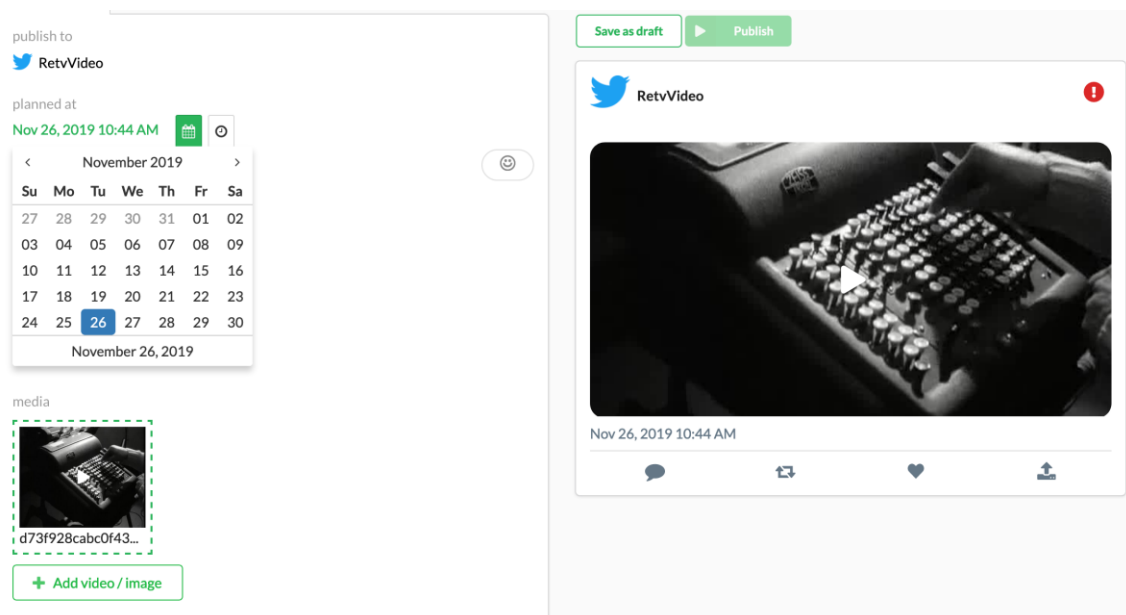 publish to
RetvVideo
planned at
Nov 26, 2019 10:44 AM
‹ November 2019 ›
Su Mo Tu We Th Fr Sa
27 28 29 30 31 01 02
03 04 05 06 07 08 09
10 11 12 13 14 15 16
17 18 19 20 21 22 23
24 25 26 27 28 29 30
November 26, 2019
media
d73f928cabc0f43...
+ Add video / image
Save as draft
Publish
RetvVideo
Nov 26, 2019 10:44 AM